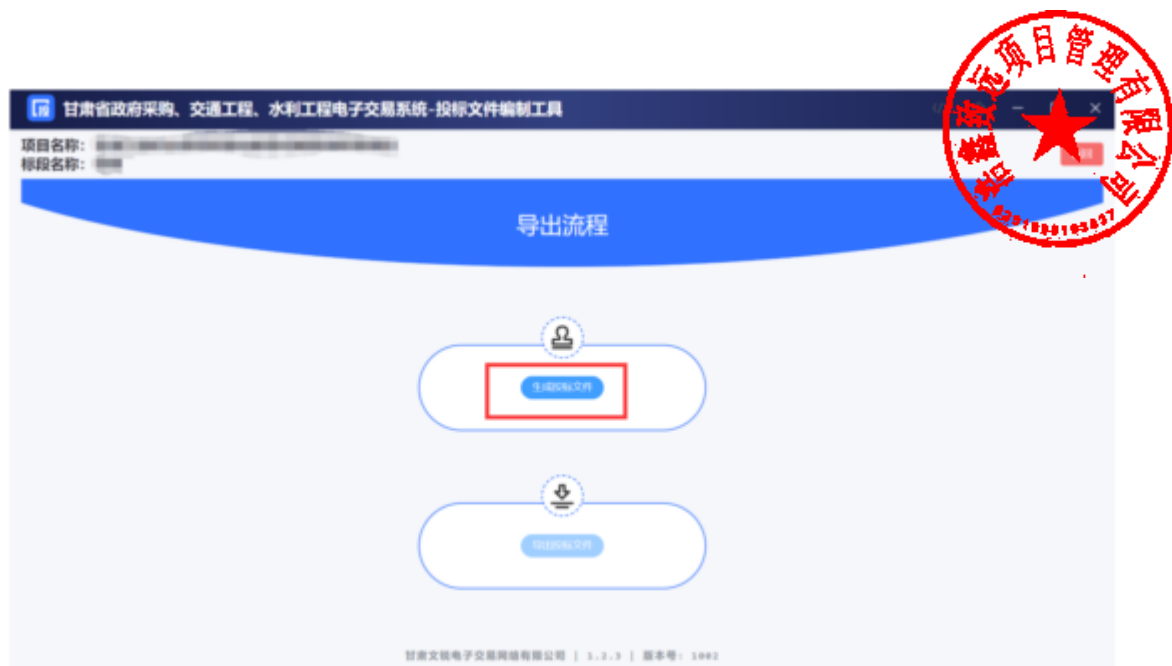 甘肃省政府采购、交通工程、水利工程电子交易系统-投标文件编制工具
项目名称：
标段名称：
导出流程
生成投标文件
导出投标文件
甘肃文锐电子交易网络有限公司 | 1.2.3 | 版本号: 1002
鑫致远项目管理有限公司